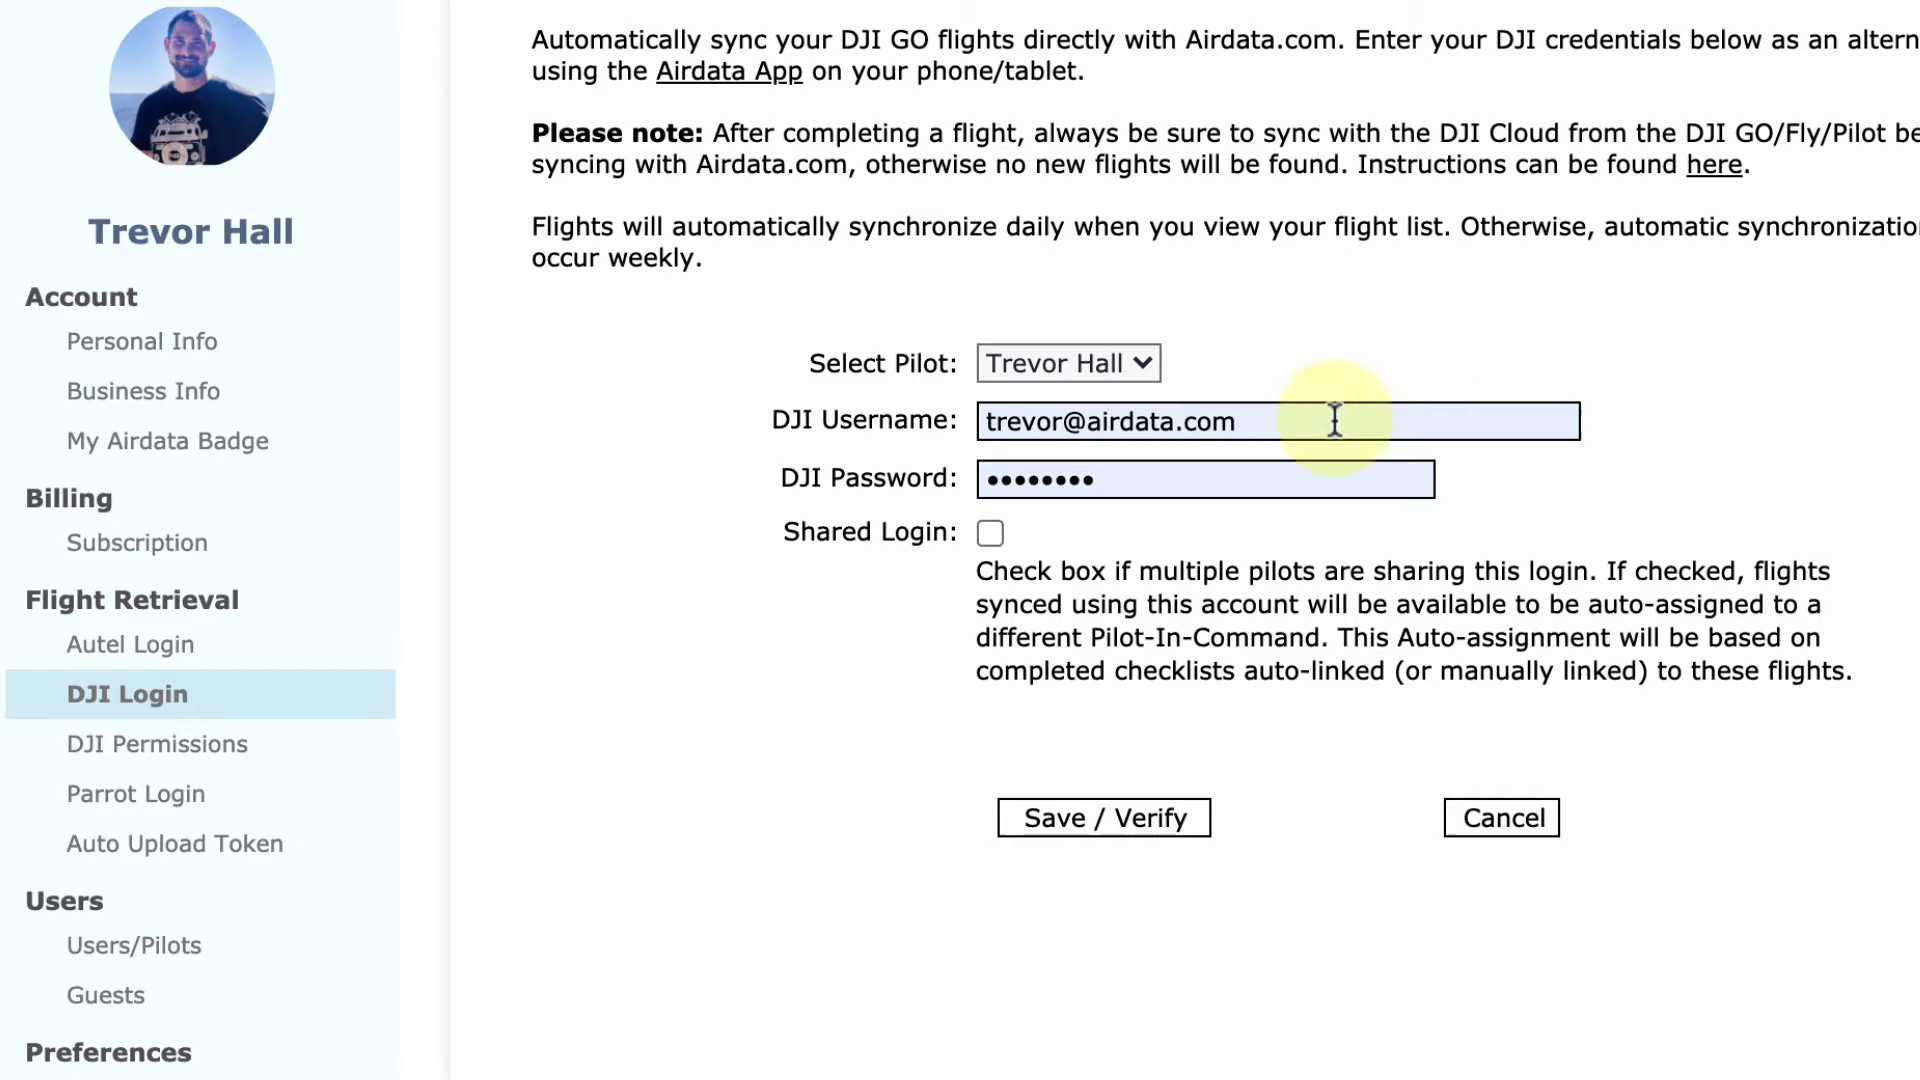 Trevor Hall
Account
Personal Info
Business Info
My Airdata Badge
Billing
Subscription
Flight Retrieval
Autel Login
DJI Login
DJI Permissions
Parrot Login
Auto Upload Token
Users
Users/Pilots
Guests
Preferences
Automatically sync your DJI GO flights directly with Airdata.com. Enter your DJI credentials below as an altern
using the Airdata App on your phone/tablet.
Please note: After completing a flight, always be sure to sync with the DJI Cloud from the DJI GO/Fly/Pilot be
syncing with Airdata.com, otherwise no new flights will be found. Instructions can be found here.
Flights will automatically synchronize daily when you view your flight list. Otherwise, automatic synchronizatio
occur weekly.
Select Pilot: Trevor Hall
DJI Username: trevor@airdata.com
DJI Password: ••••••••
Shared Login:
Check box if multiple pilots are sharing this login. If checked, flights
synced using this account will be available to be auto-assigned to a
different Pilot-In-Command. This Auto-assignment will be based on
completed checklists auto-linked (or manually linked) to these flights.
Save / Verify Cancel